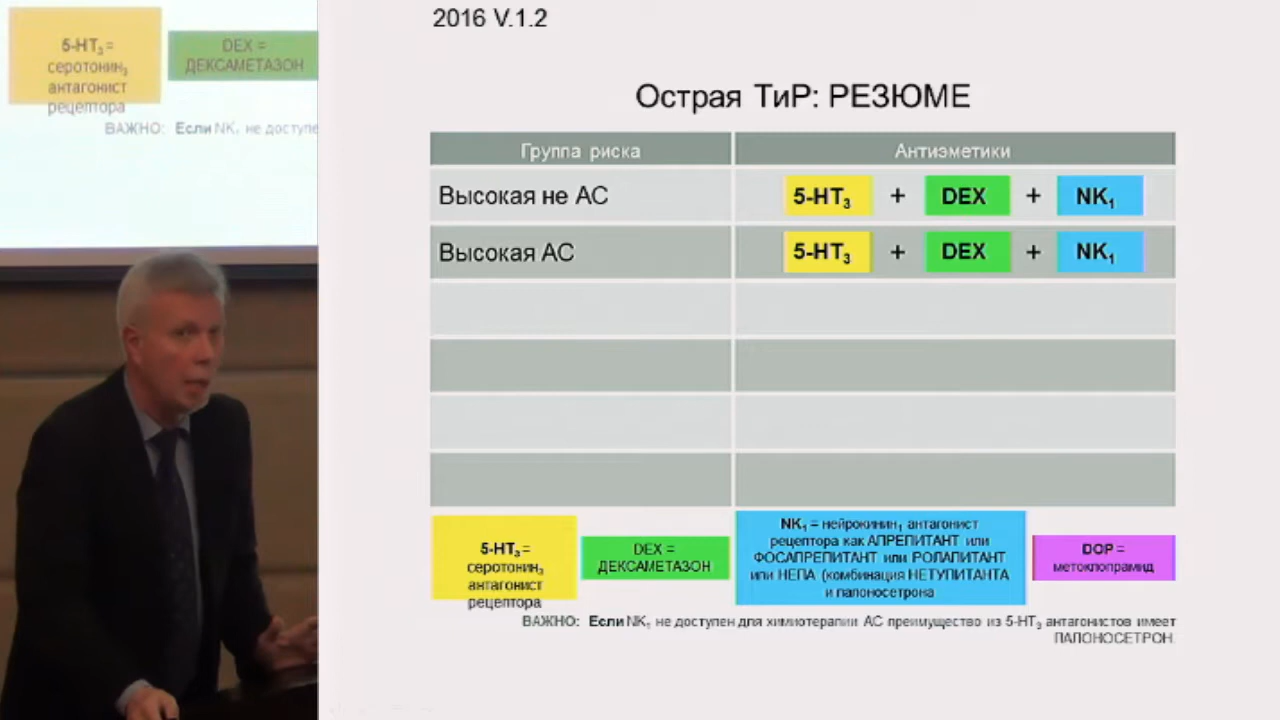 5-HT₃ =
серотонин₃
антагонист
рецептора
DEX =
ДЕКСАМЕТАЗОН
ВАЖНО: Если NK₁ не доступе
2016 V.1.2
Острая ТиР: РЕЗЮМЕ
Группа риска
Антиэметики
Высокая не АС
5-HT₃ + DEX + NK₁
Высокая АС
5-HT₃ + DEX + NK₁
5-HT₃ =
серотонин₃
антагонист
рецептора
DEX =
ДЕКСАМЕТАЗОН
NK₁ = нейрокинин₁ антагонист
рецептора как АПРЕПИТАНТ или
ФОСАПРЕПИТАНТ или РОЛАПИТАНТ
или НЕПА (комбинация НЕТУПИТАНТА
и палоносетрона
DOP =
метоклопрамид
ВАЖНО: Если NK₁ не доступен для химиотерапии АС преимущество из 5-HT₃ антагонистов имеет
ПАЛОНОСЕТРОН